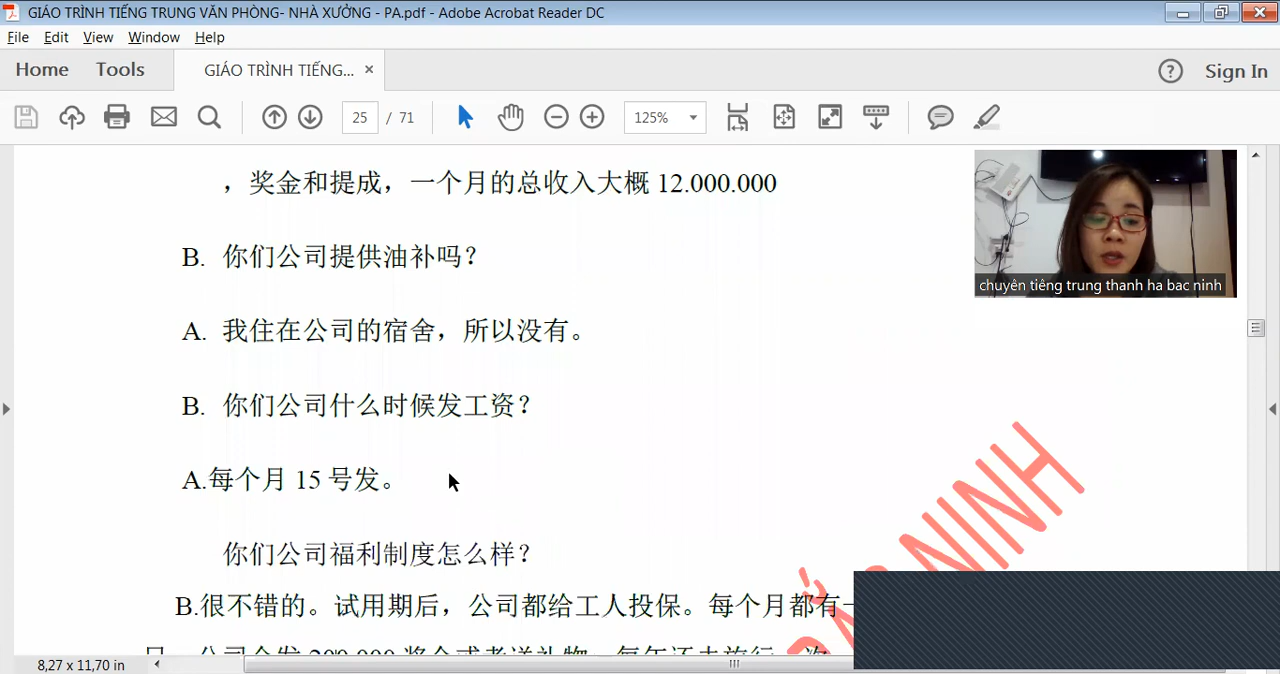 GIÁO TRÌNH TIẾNG TRUNG VĂN PHÒNG- NHÀ XƯỞNG - PA.pdf - Adobe Acrobat Reader DC
File Edit View Window Help
Home Tools GIÁO TRÌNH TIẾNG... × Sign In
25 / 71 125%
，奖金和提成，一个月的总收入大概 12.000.000
chuyên tiêng trung thanh ha bac ninh
B. 你们公司提供油补吗？
A. 我住在公司的宿舍，所以没有。
B. 你们公司什么时候发工资？
A.每个月 15 号发。
你们公司福利制度怎么样？
B.很不错的。试用期后，公司都给工人投保。每个月都有一
NINH
8,27 x 11,70 in